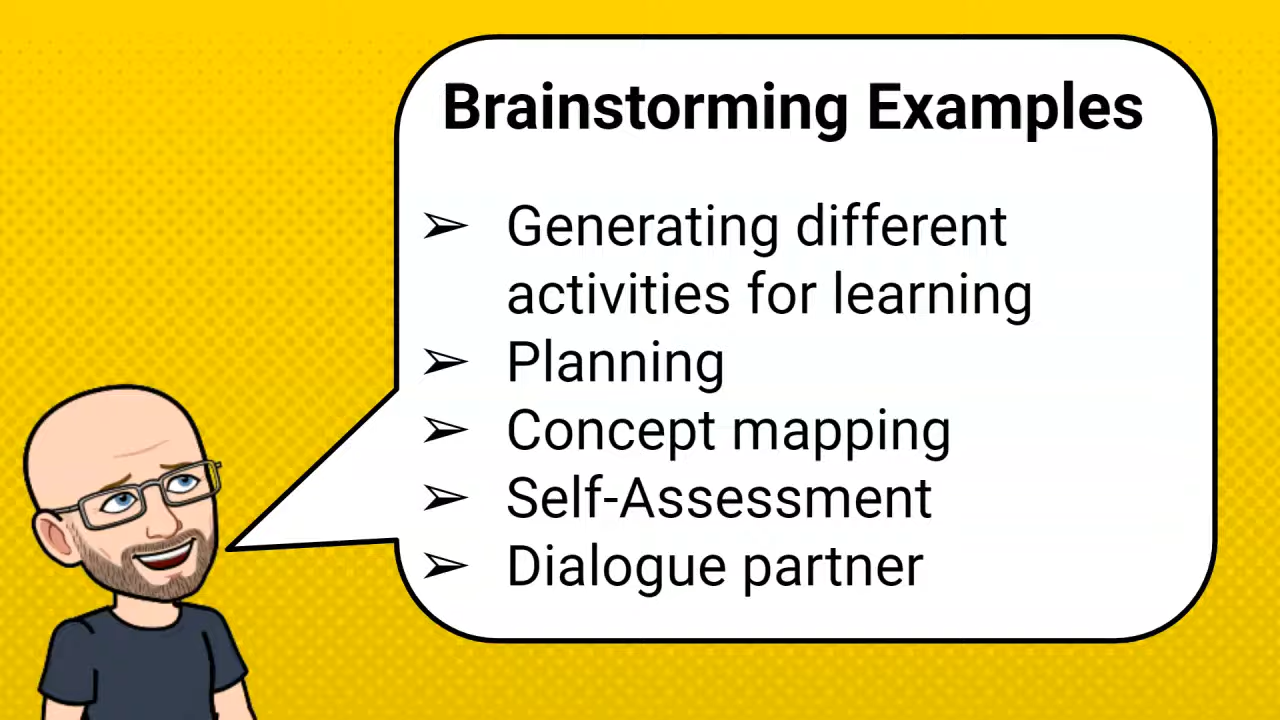 Brainstorming Examples
➢ Generating different
activities for learning
➢ Planning
➢ Concept mapping
➢ Self-Assessment
➢ Dialogue partner